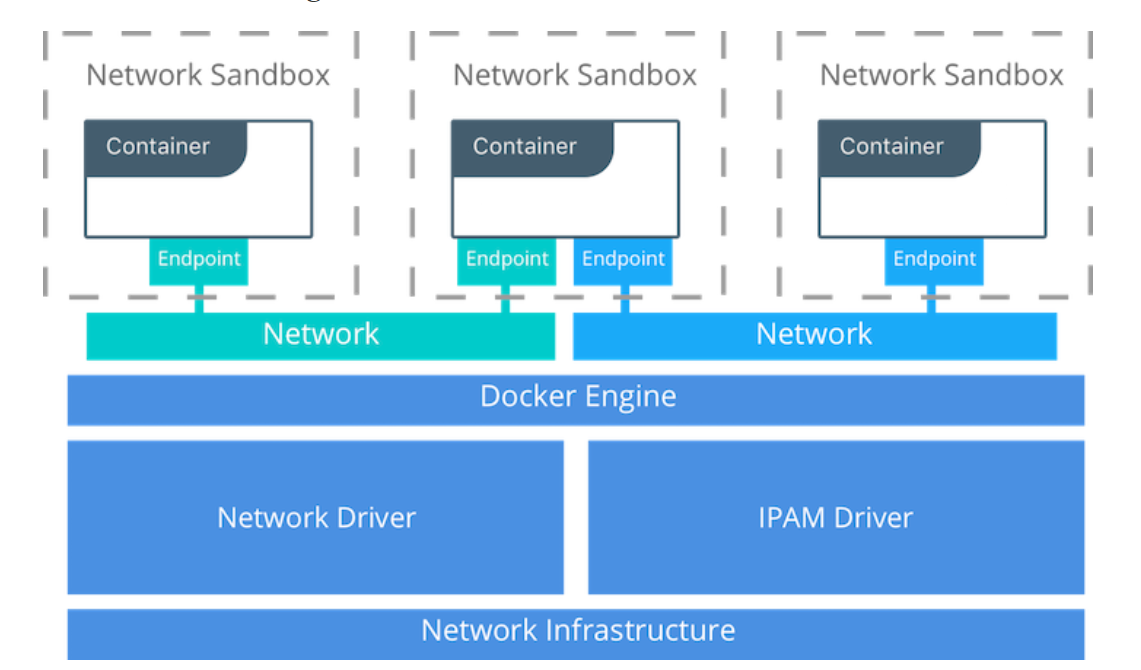 Network Sandbox
Network Sandbox
Network Sandbox
Container
Container
Container
Endpoint
Endpoint
Endpoint
Endpoint
Network
Network
Docker Engine
Network Driver
IPAM Driver
Network Infrastructure